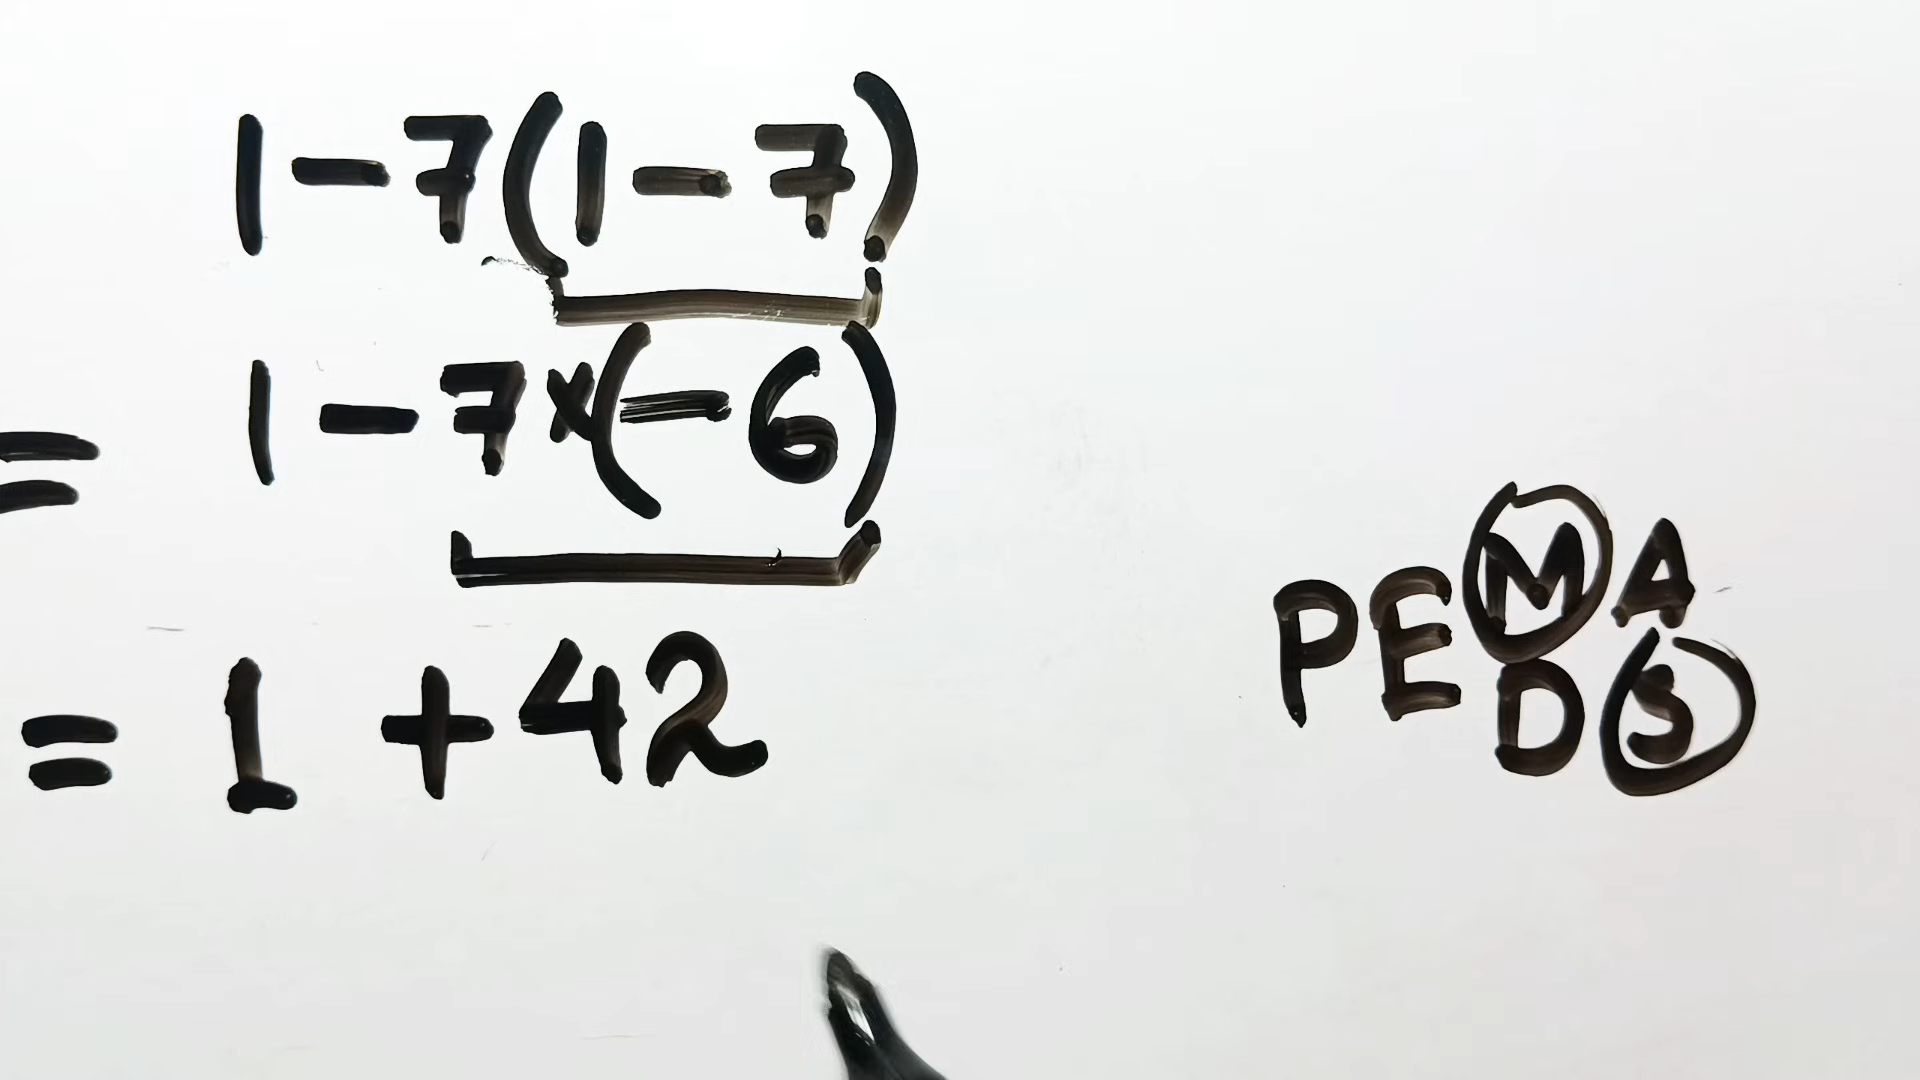 1-7(1-7)
= 1-7×(-6)
= 1+42
PEMA
DS